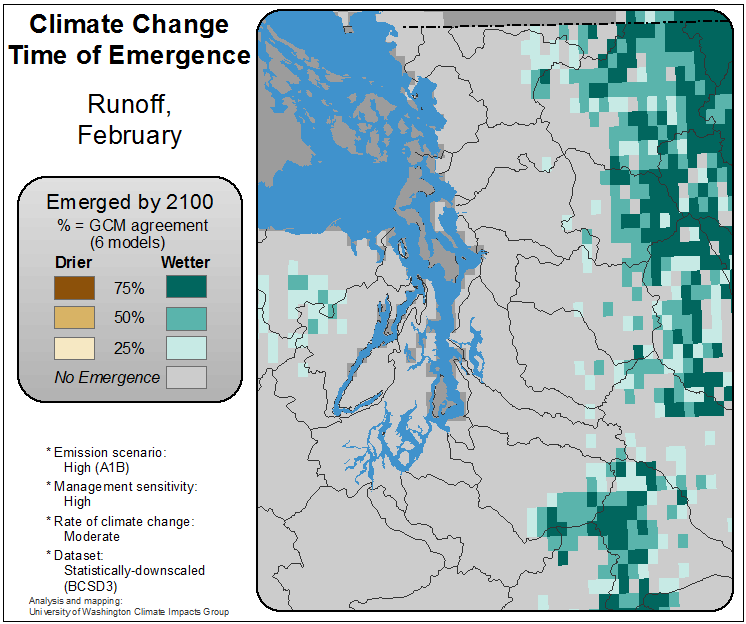 Climate Change
Time of Emergence
Runoff,
February
Emerged by 2100
% = GCM agreement
(6 models)
Drier Wetter
75%
50%
25%
No Emergence
* Emission scenario:
High (A1B)
* Management sensitivity:
High
* Rate of climate change:
Moderate
* Dataset:
Statistically-downscaled
(BCSD3)
Analysis and mapping:
University of Washington Climate Impacts Group